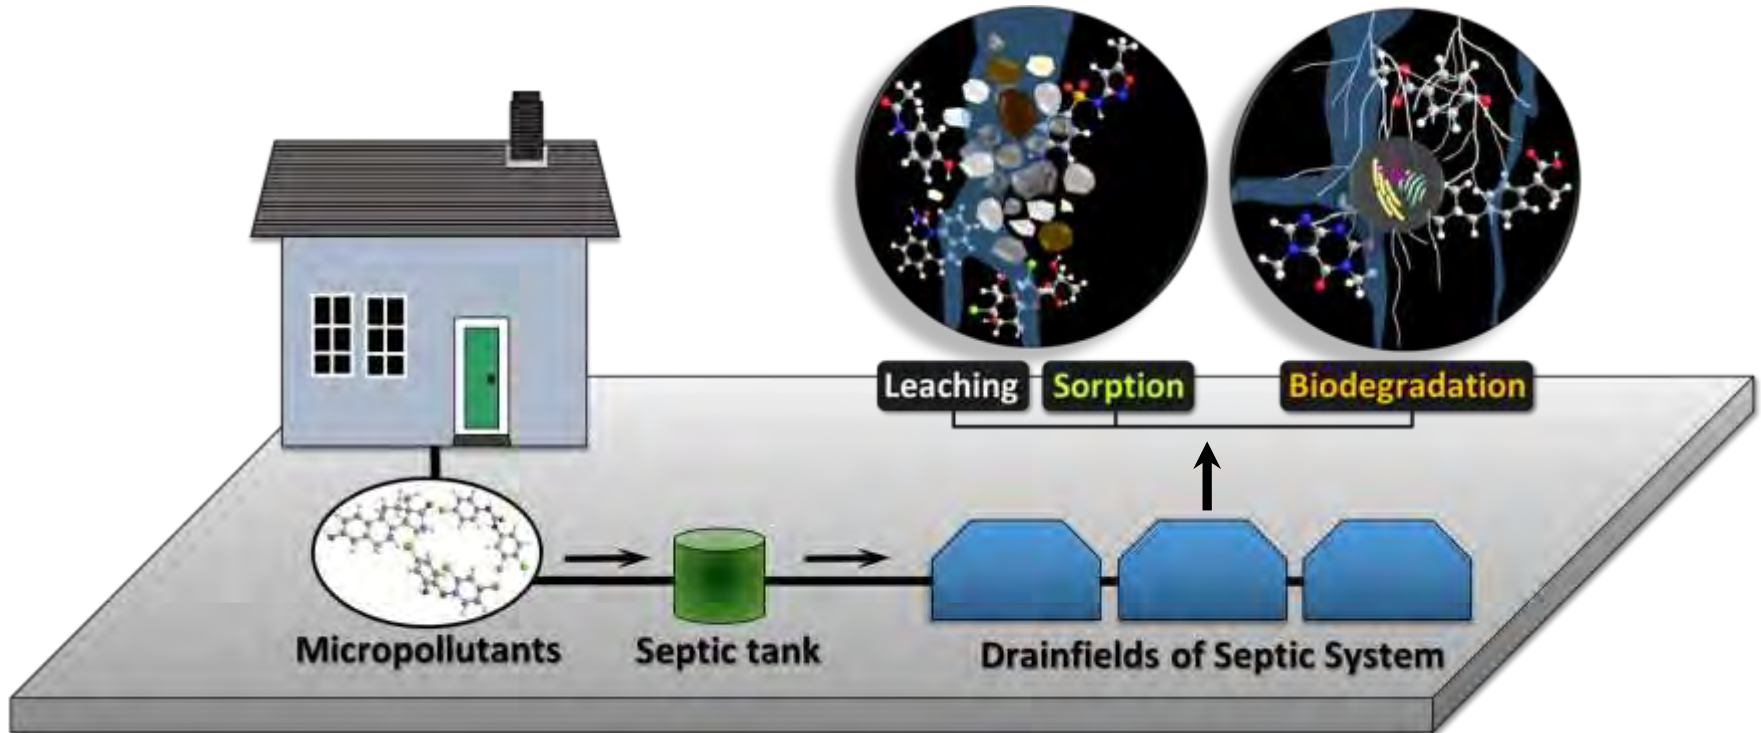 Leaching
Sorption
Biodegradation
Micropollutants
Septic tank
Drainfields of Septic System